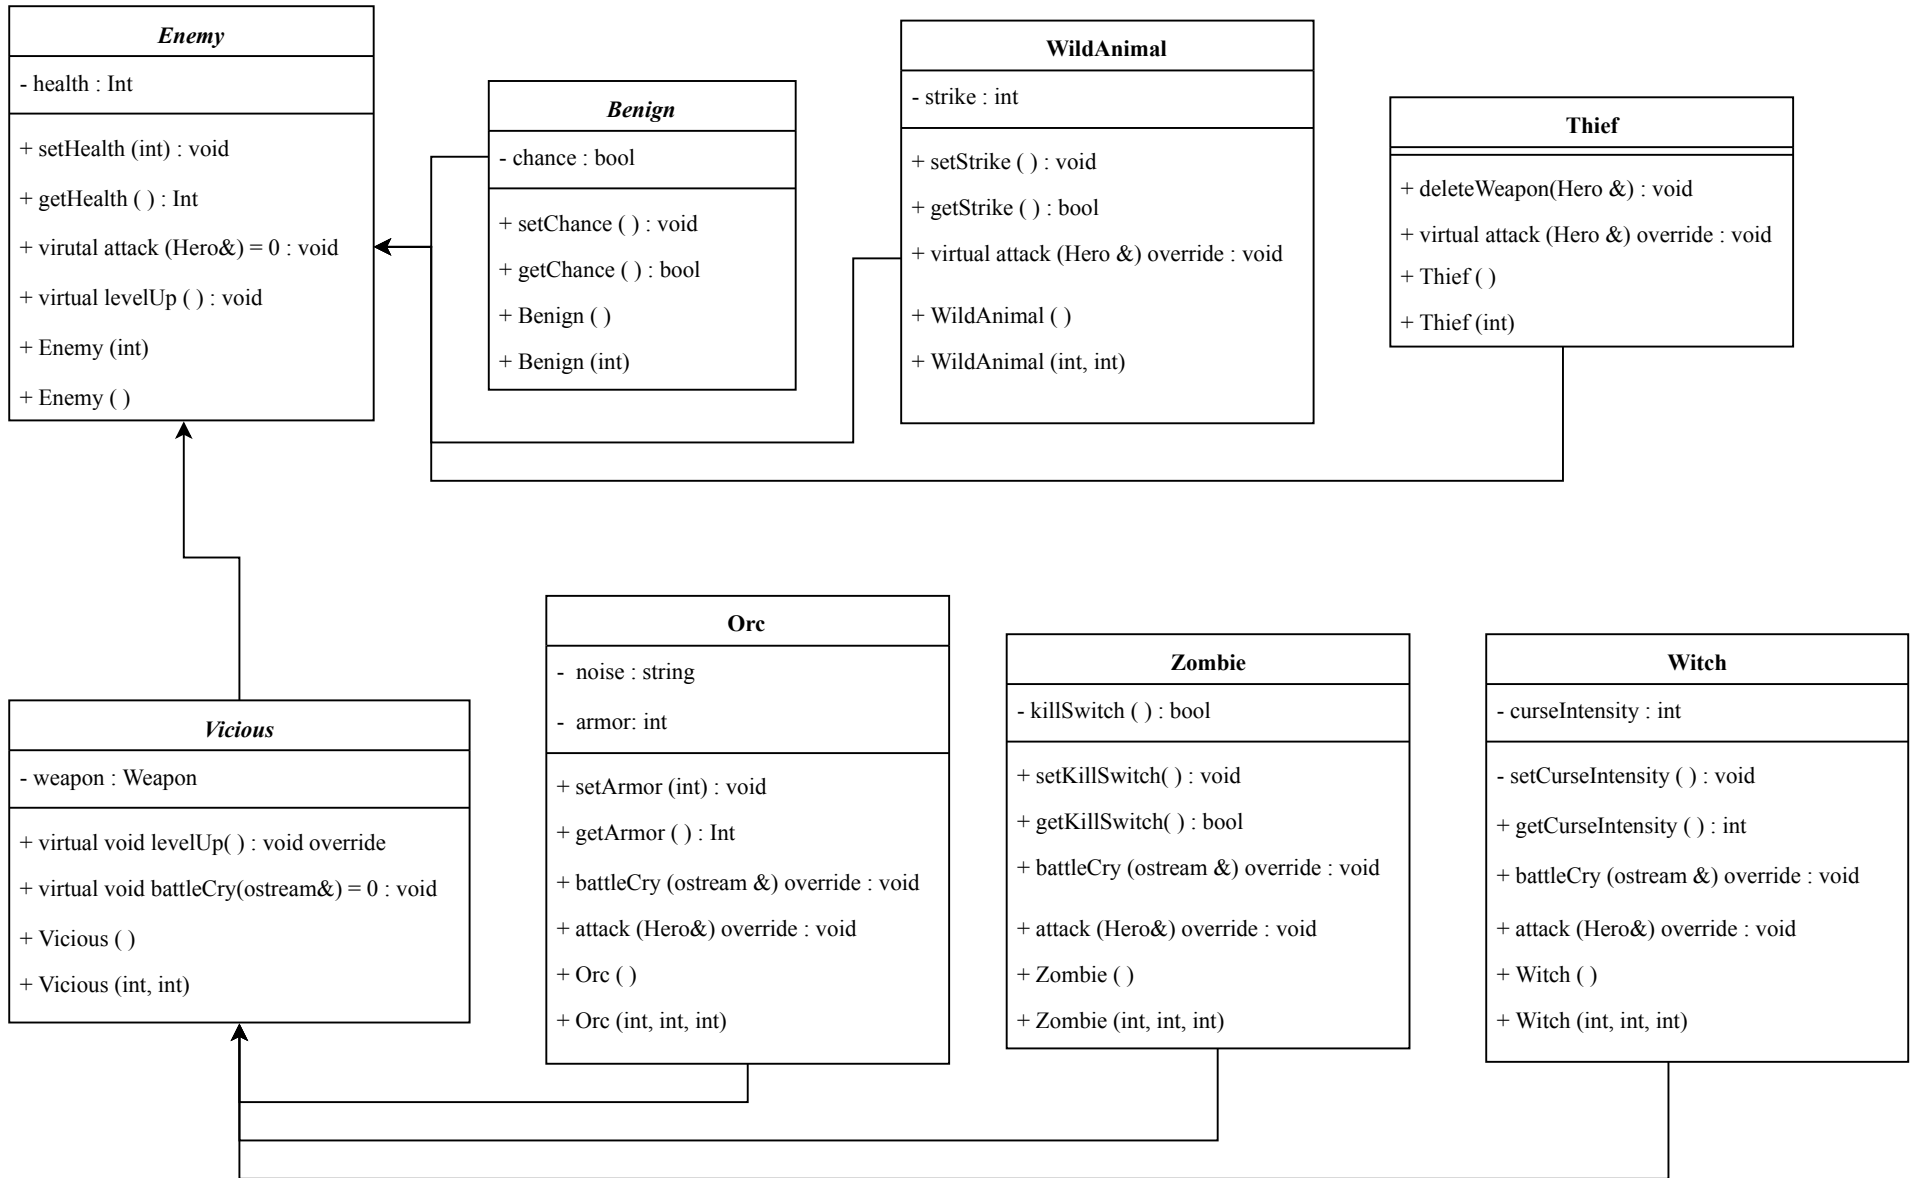 Enemy
- health : Int
+ setHealth (int) : void
+ getHealth ( ) : Int
+ virutal attack (Hero&) = 0 : void
+ virtual levelUp ( ) : void
+ Enemy (int)
+ Enemy ( )
Benign
- chance : bool
+ setChance ( ) : void
+ getChance ( ) : bool
+ Benign ( )
+ Benign (int)
WildAnimal
- strike : int
+ setStrike ( ) : void
+ getStrike ( ) : bool
+ virtual attack (Hero &) override : void
+ WildAnimal ( )
+ WildAnimal (int, int)
Thief
+ deleteWeapon(Hero &) : void
+ virtual attack (Hero &) override : void
+ Thief ( )
+ Thief (int)
Vicious
- weapon : Weapon
+ virtual void levelUp( ) : void override
+ virtual void battleCry(ostream&) = 0 : void
+ Vicious ( )
+ Vicious (int, int)
Orc
- noise : string
- armor: int
+ setArmor (int) : void
+ getArmor ( ) : Int
+ battleCry (ostream &) override : void
+ attack (Hero&) override : void
+ Orc ( )
+ Orc (int, int, int)
Zombie
- killSwitch ( ) : bool
+ setKillSwitch( ) : void
+ getKillSwitch( ) : bool
+ battleCry (ostream &) override : void
+ attack (Hero&) override : void
+ Zombie ( )
+ Zombie (int, int, int)
Witch
- curseIntensity : int
- setCurseIntensity ( ) : void
+ getCurseIntensity ( ) : int
+ battleCry (ostream &) override : void
+ attack (Hero&) override : void
+ Witch ( )
+ Witch (int, int, int)